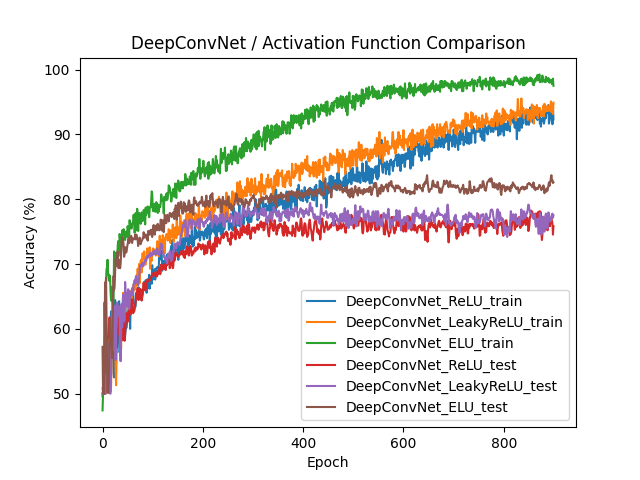 DeepConvNet / Activation Function Comparison
Accuracy (%)
100
90
80
70
60
50
0
200
400
600
800
Epoch
DeepConvNet_ReLU_train
DeepConvNet_LeakyReLU_train
DeepConvNet_ELU_train
DeepConvNet_ReLU_test
DeepConvNet_LeakyReLU_test
DeepConvNet_ELU_test